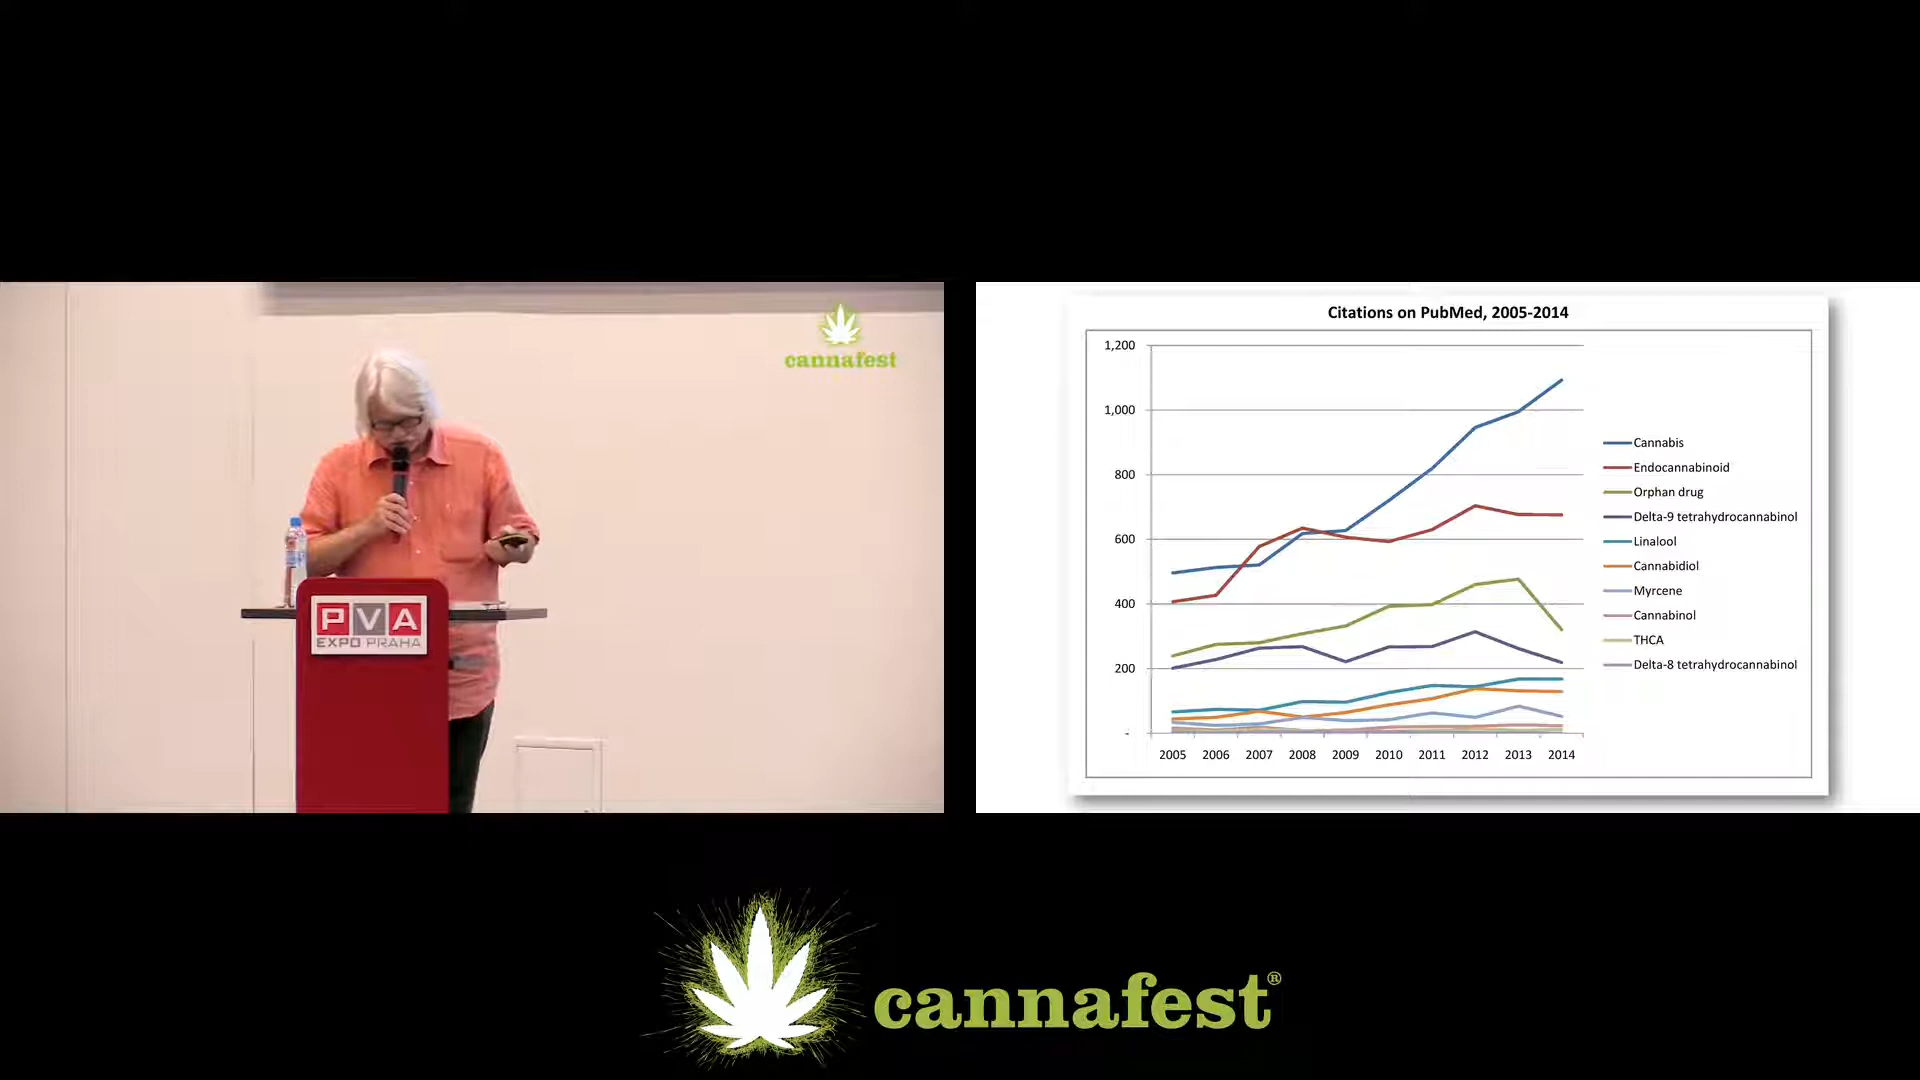 cannafest
PVA
EXPO PRAHA
Citations on PubMed, 2005-2014
1,200
1,000
800
600
400
200
-
2005 2006 2007 2008 2009 2010 2011 2012 2013 2014
Cannabis
Endocannabinoid
Orphan drug
Delta-9 tetrahydrocannabinol
Linalool
Cannabidiol
Myrcene
Cannabinol
THCA
Delta-8 tetrahydrocannabinol
cannafest®